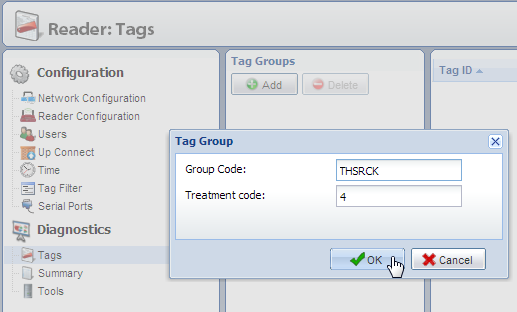 Reader: Tags
Configuration
Network Configuration
Reader Configuration
Users
Up Connect
Time
Tag Filter
Serial Ports
Diagnostics
Tags
Summary
Tools
Tag Groups
Add
Delete
Tag ID
Tag Group
Group Code: THSRCK
Treatment code: 4
OK
Cancel